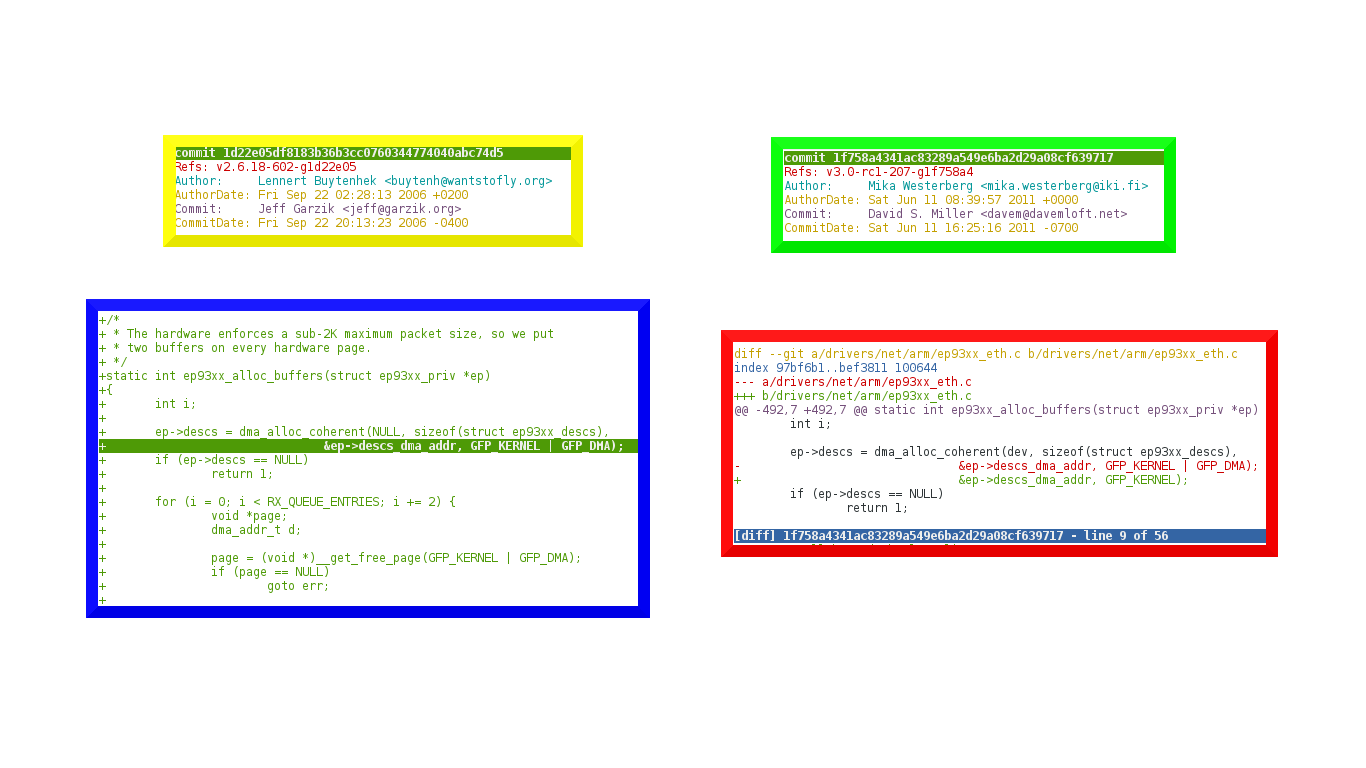 commit 1d22e05df8183b36b3cc0760344774040abc74d5
Refs: v2.6.18-602-g1d22e05
Author:     Lennert Buytenhek <buytenh@wantstofly.org>
AuthorDate: Fri Sep 22 02:28:13 2006 +0200
Commit:     Jeff Garzik <jeff@garzik.org>
CommitDate: Fri Sep 22 20:13:23 2006 -0400
commit 1f758a4341ac83289a549e6ba2d29a08cf639717
Refs: v3.0-rc1-207-g1f758a4
Author:     Mika Westerberg <mika.westerberg@iki.fi>
AuthorDate: Sat Jun 11 08:39:57 2011 +0000
Commit:     David S. Miller <davem@davemloft.net>
CommitDate: Sat Jun 11 16:25:16 2011 -0700
+/*
+ * The hardware enforces a sub-2K maximum packet size, so we put
+ * two buffers on every hardware page.
+ */
+static int ep93xx_alloc_buffers(struct ep93xx_priv *ep)
+{
+       int i;
+
+       ep->descs = dma_alloc_coherent(NULL, sizeof(struct ep93xx_descs),
+                               &ep->descs_dma_addr, GFP_KERNEL | GFP_DMA);
+       if (ep->descs == NULL)
+               return 1;
+
+       for (i = 0; i < RX_QUEUE_ENTRIES; i += 2) {
+               void *page;
+               dma_addr_t d;
+
+               page = (void *)__get_free_page(GFP_KERNEL | GFP_DMA);
+               if (page == NULL)
+                       goto err;
+
diff --git a/drivers/net/arm/ep93xx_eth.c b/drivers/net/arm/ep93xx_eth.c
index 97bf6b1..bef3811 100644
--- a/drivers/net/arm/ep93xx_eth.c
+++ b/drivers/net/arm/ep93xx_eth.c
@@ -492,7 +492,7 @@ static int ep93xx_alloc_buffers(struct ep93xx_priv *ep)
        int i;
        ep->descs = dma_alloc_coherent(dev, sizeof(struct ep93xx_descs),
-                               &ep->descs_dma_addr, GFP_KERNEL | GFP_DMA);
+                               &ep->descs_dma_addr, GFP_KERNEL);
        if (ep->descs == NULL)
                return 1;
[diff] 1f758a4341ac83289a549e6ba2d29a08cf639717 - line 9 of 56